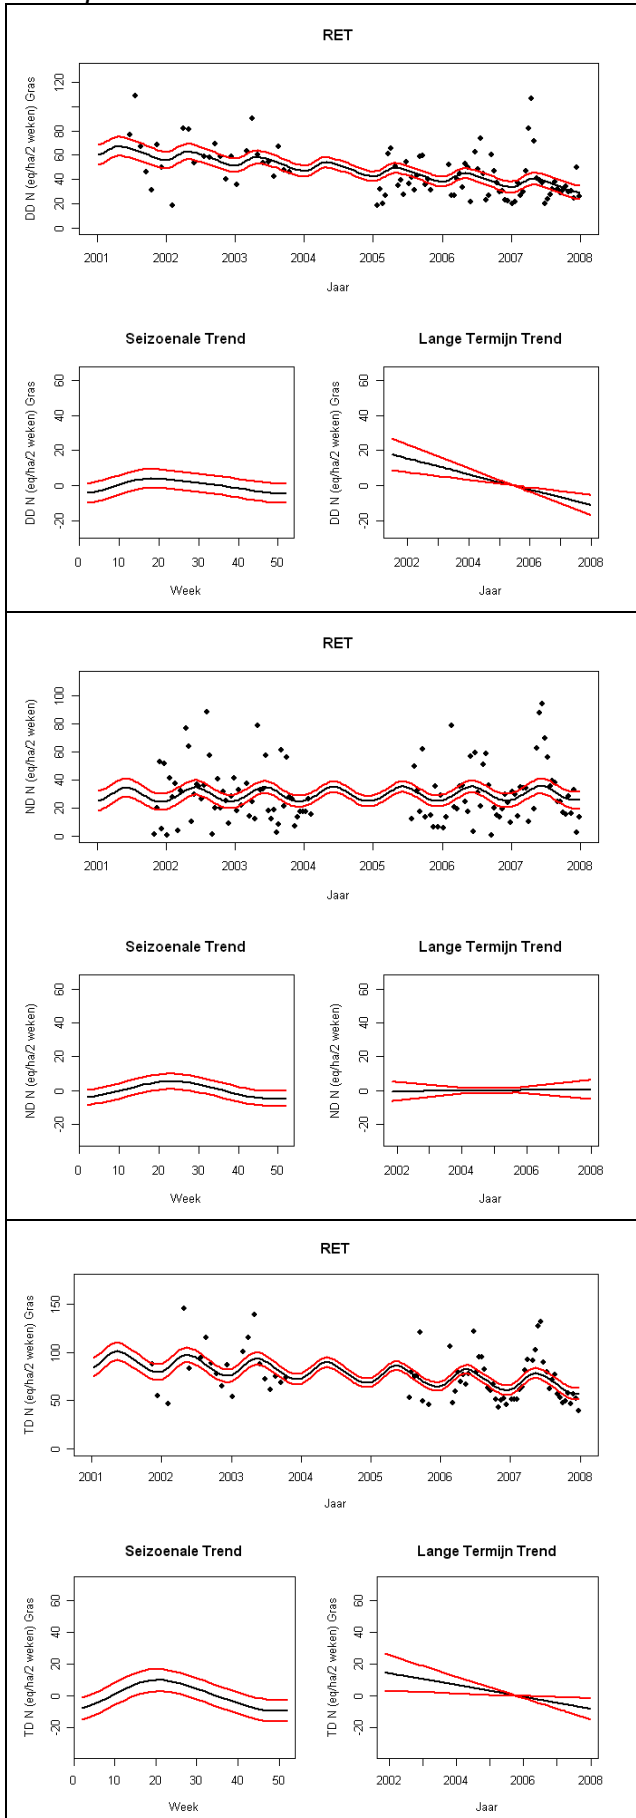 RET
DD N (eq/ha/2 weken) Gras
120
80
60
40
20
0
2001 2002 2003 2004 2005 2006 2007 2008
Jaar
Seizoenale Trend
DD N (eq/ha/2 weken) Gras
60
40
20
0
-20
0 10 20 30 40 50
Week
Lange Termijn Trend
DD N (eq/ha/2 weken) Gras
60
40
20
0
-20
2002 2004 2006 2008
Jaar
RET
ND N (eq/ha/2 weken)
100
80
60
40
20
0
2001 2002 2003 2004 2005 2006 2007 2008
Jaar
Seizoenale Trend
ND N (eq/ha/2 weken)
60
40
20
0
-20
0 10 20 30 40 50
Week
Lange Termijn Trend
ND N (eq/ha/2 weken)
60
40
20
0
-20
2002 2004 2006 2008
Jaar
RET
TD N (eq/ha/2 weken) Gras
150
100
50
0
2001 2002 2003 2004 2005 2006 2007 2008
Jaar
Seizoenale Trend
TD N (eq/ha/2 weken) Gras
60
40
20
0
-20
0 10 20 30 40 50
Week
Lange Termijn Trend
TD N (eq/ha/2 weken) Gras
60
40
20
0
-20
2002 2004 2006 2008
Jaar